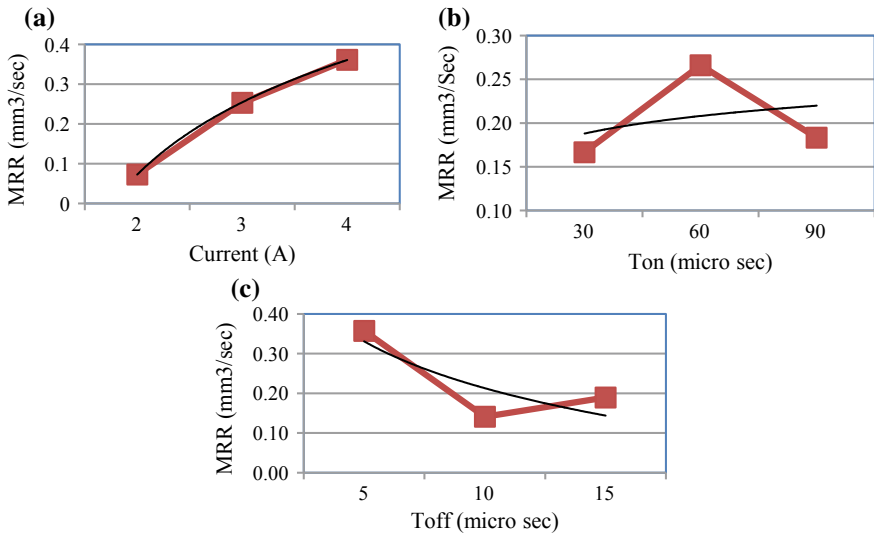 (a)
0.4
0.3
0.2
0.1
0
MRR (mm3/sec)
2 3 4
Current (A)
(b)
0.30
0.25
0.20
0.15
0.10
MRR (mm3/Sec)
30 60 90
Ton (micro sec)
(c)
0.40
0.30
0.20
0.10
0.00
MRR (mm3/sec)
5 10 15
Toff (micro sec)